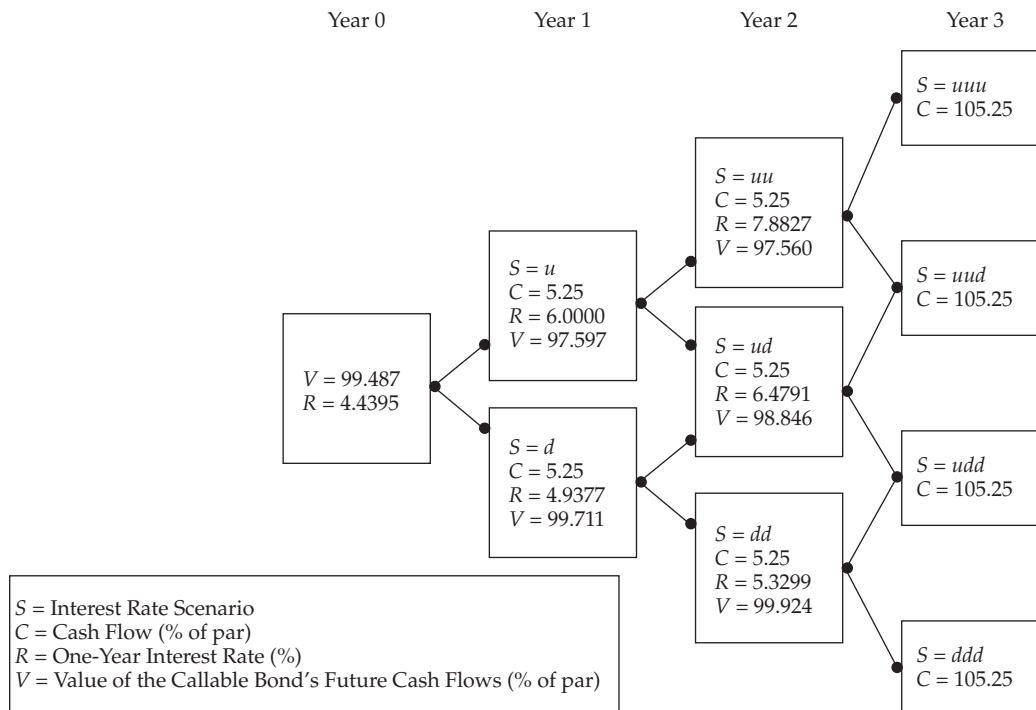 Year 0 Year 1 Year 2 Year 3
S = uuu
C = 105.25
S = uu
C = 5.25
R = 7.8827
V = 97.560
S = u
C = 5.25
R = 6.0000
V = 97.597
S = uud
C = 105.25
V = 99.487
R = 4.4395
S = ud
C = 5.25
R = 6.4791
V = 98.846
S = d
C = 5.25
R = 4.9377
V = 99.711
S = udd
C = 105.25
S = dd
C = 5.25
R = 5.3299
V = 99.924
S = ddd
C = 105.25
S = Interest Rate Scenario
C = Cash Flow (% of par)
R = One-Year Interest Rate (%)
V = Value of the Callable Bond’s Future Cash Flows (% of par)